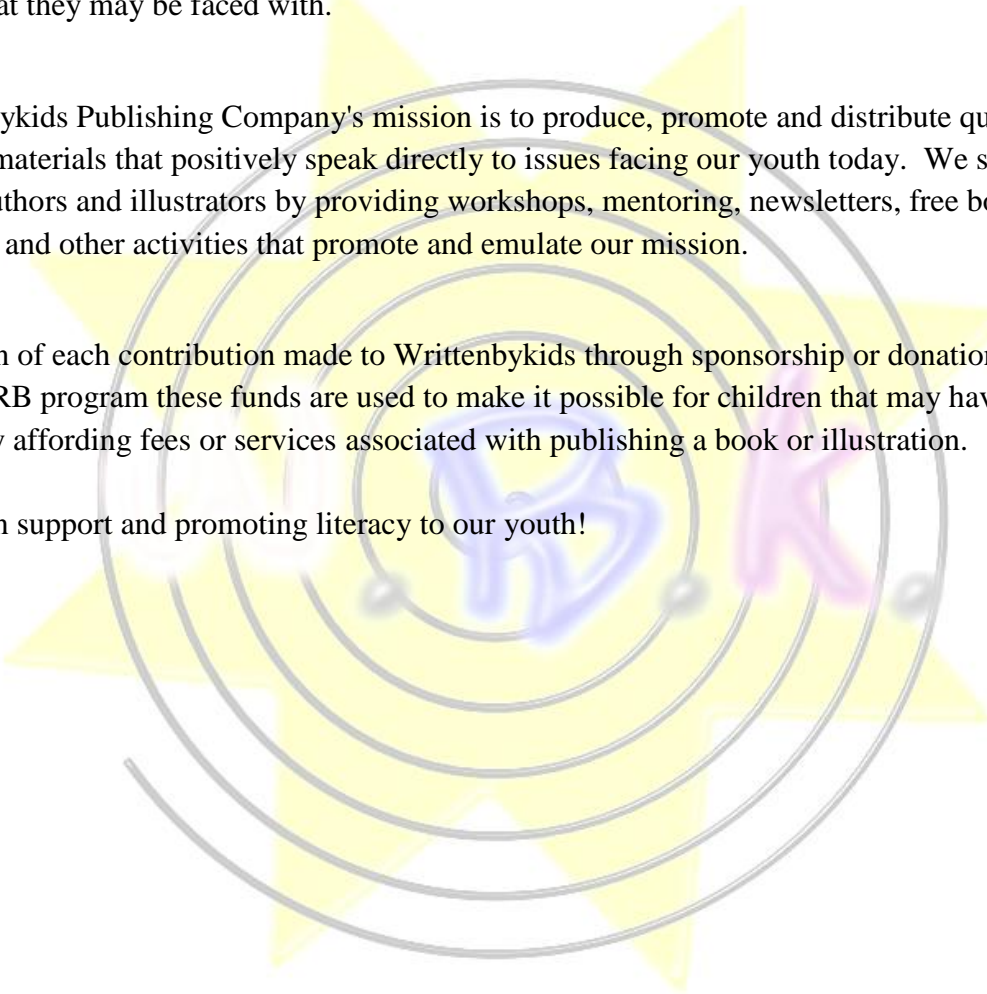 at they may be faced with.
ykids Publishing Company's mission is to produce, promote and distribute qu
materials that positively speak directly to issues facing our youth today.  We s
uthors and illustrators by providing workshops, mentoring, newsletters, free bo
and other activities that promote and emulate our mission.
n of each contribution made to Writtenbykids through sponsorship or donation
RB program these funds are used to make it possible for children that may hav
y affording fees or services associated with publishing a book or illustration.
n support and promoting literacy to our youth!
W.B.K.